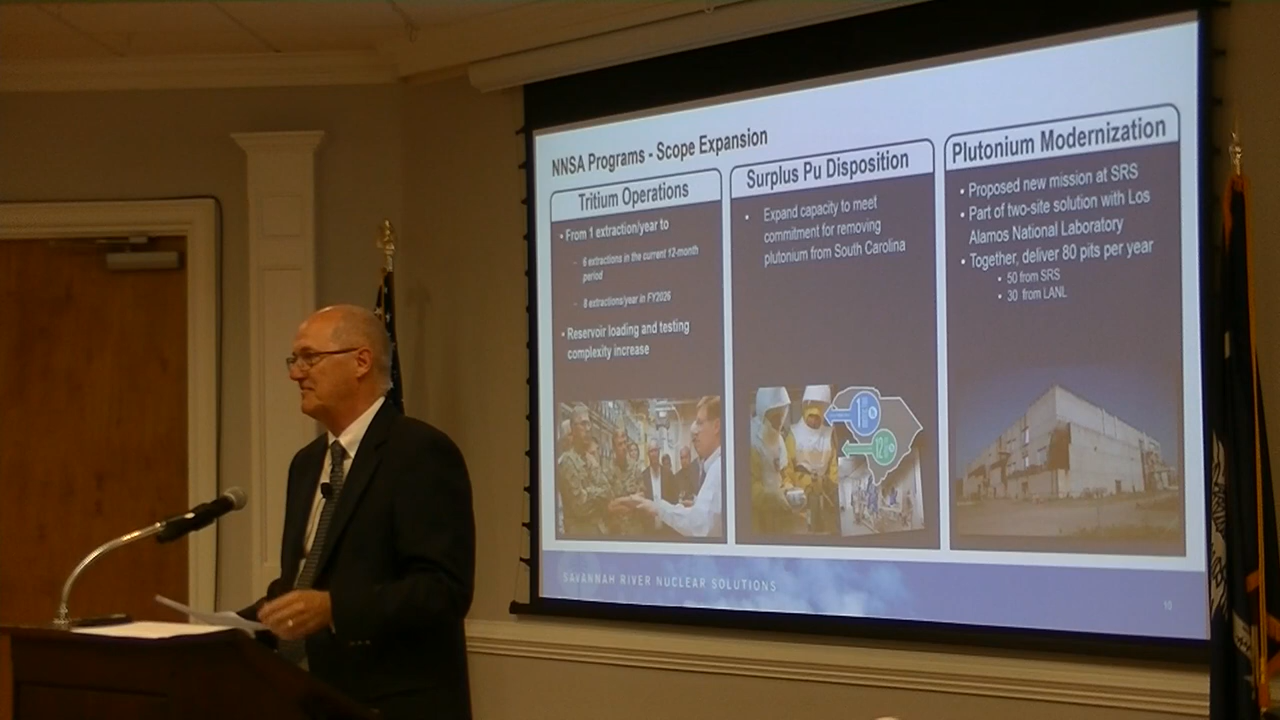 NNSA Programs - Scope Expansion
Tritium Operations
• From 1 extraction/year to
- 6 extractions in the current 12-month
period
- 8 extractions/year in FY2026
• Reservoir loading and testing
complexity increase
Surplus Pu Disposition
• Expand capacity to meet
commitment for removing
plutonium from South Carolina
Plutonium Modernization
• Proposed new mission at SRS
• Part of two-site solution with Los
Alamos National Laboratory
• Together, deliver 80 pits per year
• 50 from SRS
• 30 from LANL
SAVANNAH RIVER NUCLEAR SOLUTIONS
10